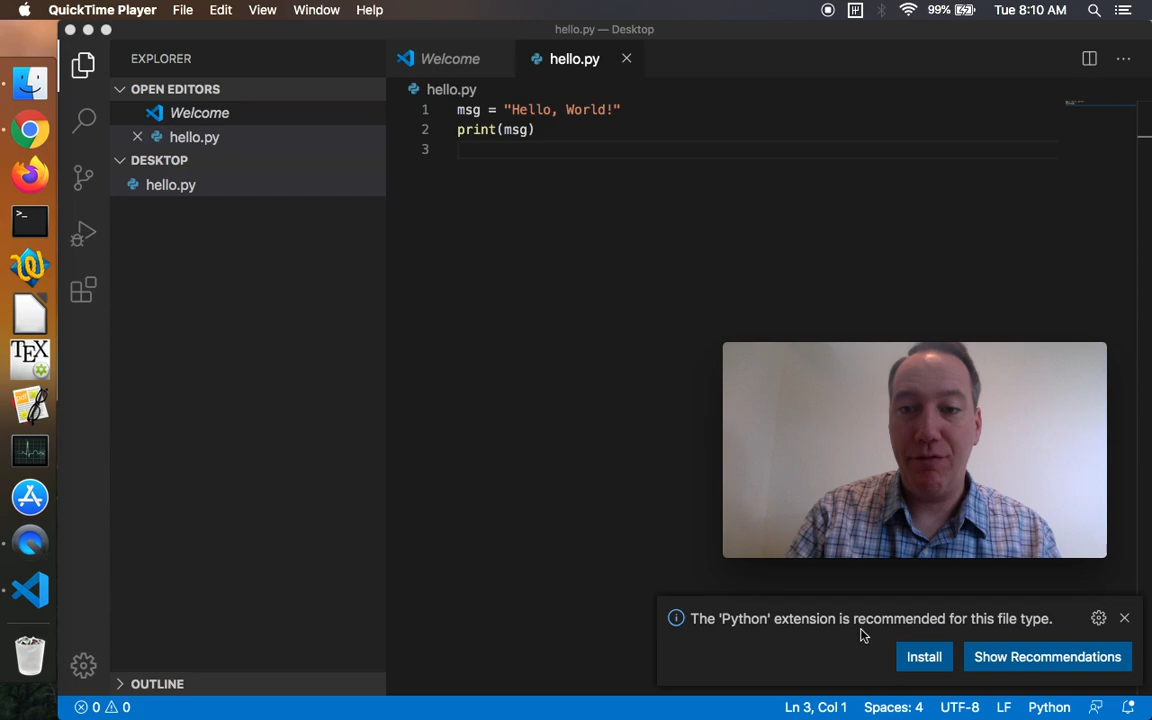 QuickTime Player File Edit View Window Help 99% Tue 8:10 AM
hello.py — Desktop
EXPLORER
Welcome
hello.py
OPEN EDITORS
Welcome
hello.py
DESKTOP
hello.py
hello.py
1 msg = "Hello, World!"
2 print(msg)
3
TEX
The 'Python' extension is recommended for this file type.
Install
Show Recommendations
OUTLINE
0 0 Ln 3, Col 1 Spaces: 4 UTF-8 LF Python